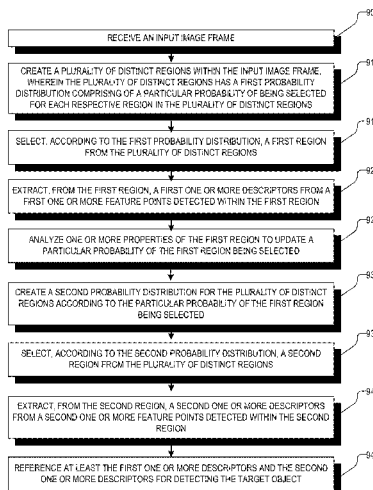 RECEIVE AN INPUT IMAGE FRAME
CREATE A PLURALITY OF DISTINCT REGIONS WITHIN THE INPUT IMAGE FRAME,
WHEREIN THE PLURALITY OF DISTINCT REGIONS HAS A FIRST PROBABILITY
DISTRIBUTION COMPRISING OF A PARTICULAR PROBABILITY OF BEING SELECTED
FOR EACH RESPECTIVE REGION IN THE PLURALITY OF DISTINCT REGIONS
SELECT, ACCORDING TO THE FIRST PROBABILITY DISTRIBUTION, A FIRST REGION
FROM THE PLURALITY OF DISTINCT REGIONS
EXTRACT, FROM THE FIRST REGION, A FIRST ONE OR MORE DESCRIPTORS FROM A
FIRST ONE OR MORE FEATURE POINTS DETECTED WITHIN THE FIRST REGION
ANALYZE ONE OR MORE PROPERTIES OF THE FIRST REGION TO UPDATE A
PARTICULAR PROBABILITY OF THE FIRST REGION BEING SELECTED
CREATE A SECOND PROBABILITY DISTRIBUTION FOR THE PLURALITY OF DISTINCT
REGIONS ACCORDING TO THE PARTICULAR PROBABILITY OF THE FIRST REGION
BEING SELECTED
SELECT, ACCORDING TO THE SECOND PROBABILITY DISTRIBUTION, A SECOND
REGION FROM THE PLURALITY OF DISTINCT REGIONS
EXTRACT, FROM THE SECOND REGION, A SECOND ONE OR MORE DESCRIPTORS
FROM A SECOND ONE OR MORE FEATURE POINTS DETECTED WITHIN THE SECOND
REGION
REFERENCE AT LEAST THE FIRST ONE OR MORE DESCRIPTORS AND THE SECOND
ONE OR MORE DESCRIPTORS FOR DETECTING THE TARGET OBJECT